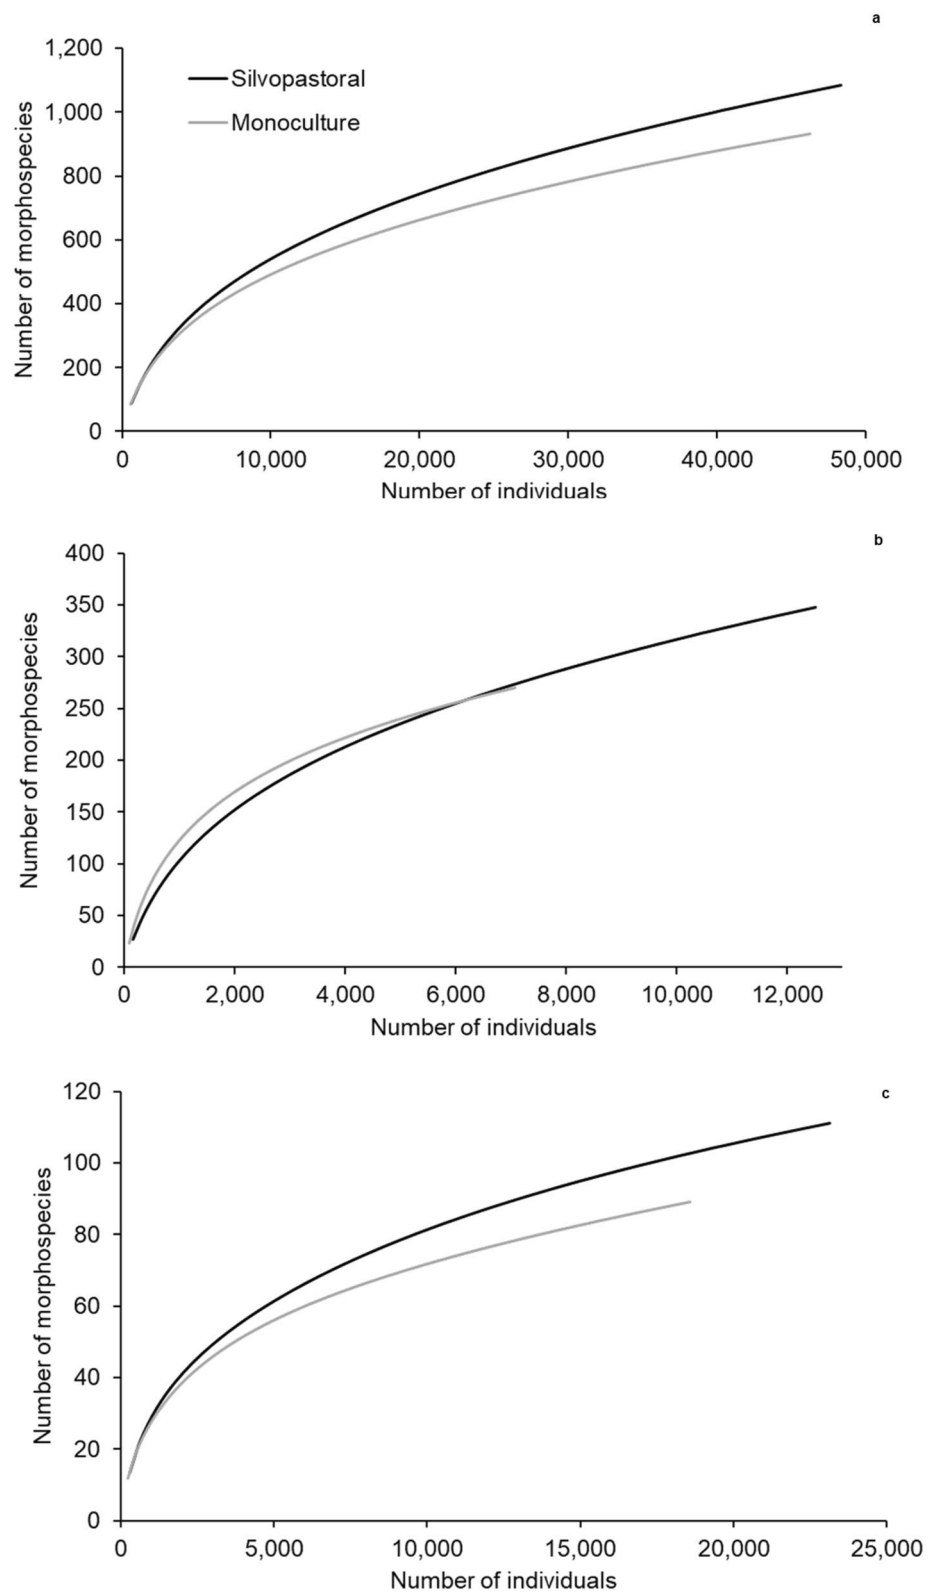 a
1,200
1,000
800
600
400
200
0
Number of morphospecies
Silvopastoral
Monoculture
0 10,000 20,000 30,000 40,000 50,000
Number of individuals
b
400
350
300
250
200
150
100
50
0
Number of morphospecies
0 2,000 4,000 6,000 8,000 10,000 12,000
Number of individuals
c
120
100
80
60
40
20
0
Number of morphospecies
0 5,000 10,000 15,000 20,000 25,000
Number of individuals